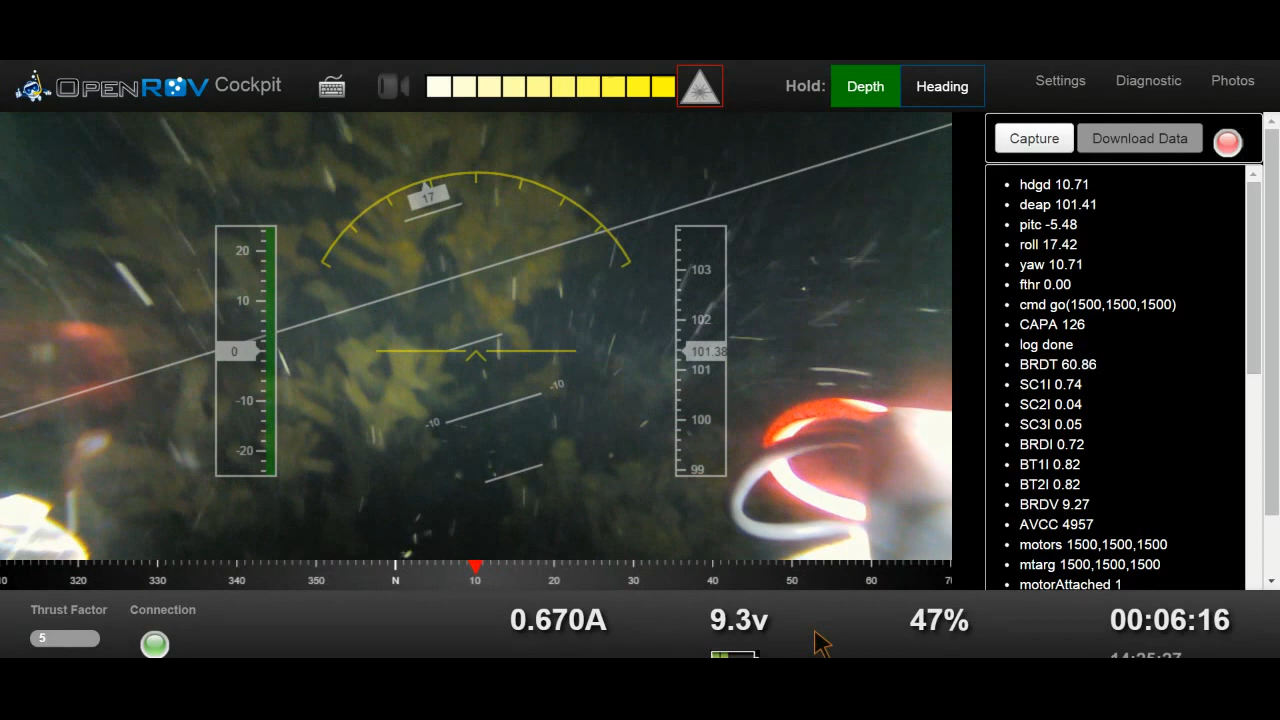 OPENROV Cockpit
Hold: Depth Heading
Settings Diagnostic Photos
Capture Download Data
17
20
10
0
-10
-20
103
102
101.38
101
100
99
-10
-10
hdgd 10.71
deap 101.41
pitc -5.48
roll 17.42
yaw 10.71
fthr 0.00
cmd go(1500,1500,1500)
CAPA 126
log done
BRDT 60.86
SC1I 0.74
SC2I 0.04
SC3I 0.05
BRDI 0.72
BT1I 0.82
BT2I 0.82
BRDV 9.27
AVCC 4957
motors 1500,1500,1500
mtarg 1500,1500,1500
motorAttached 1
320 330 340 350 N 10 20 30 40 50 60
Thrust Factor Connection
5
0.670A 9.3v 47% 00:06:16